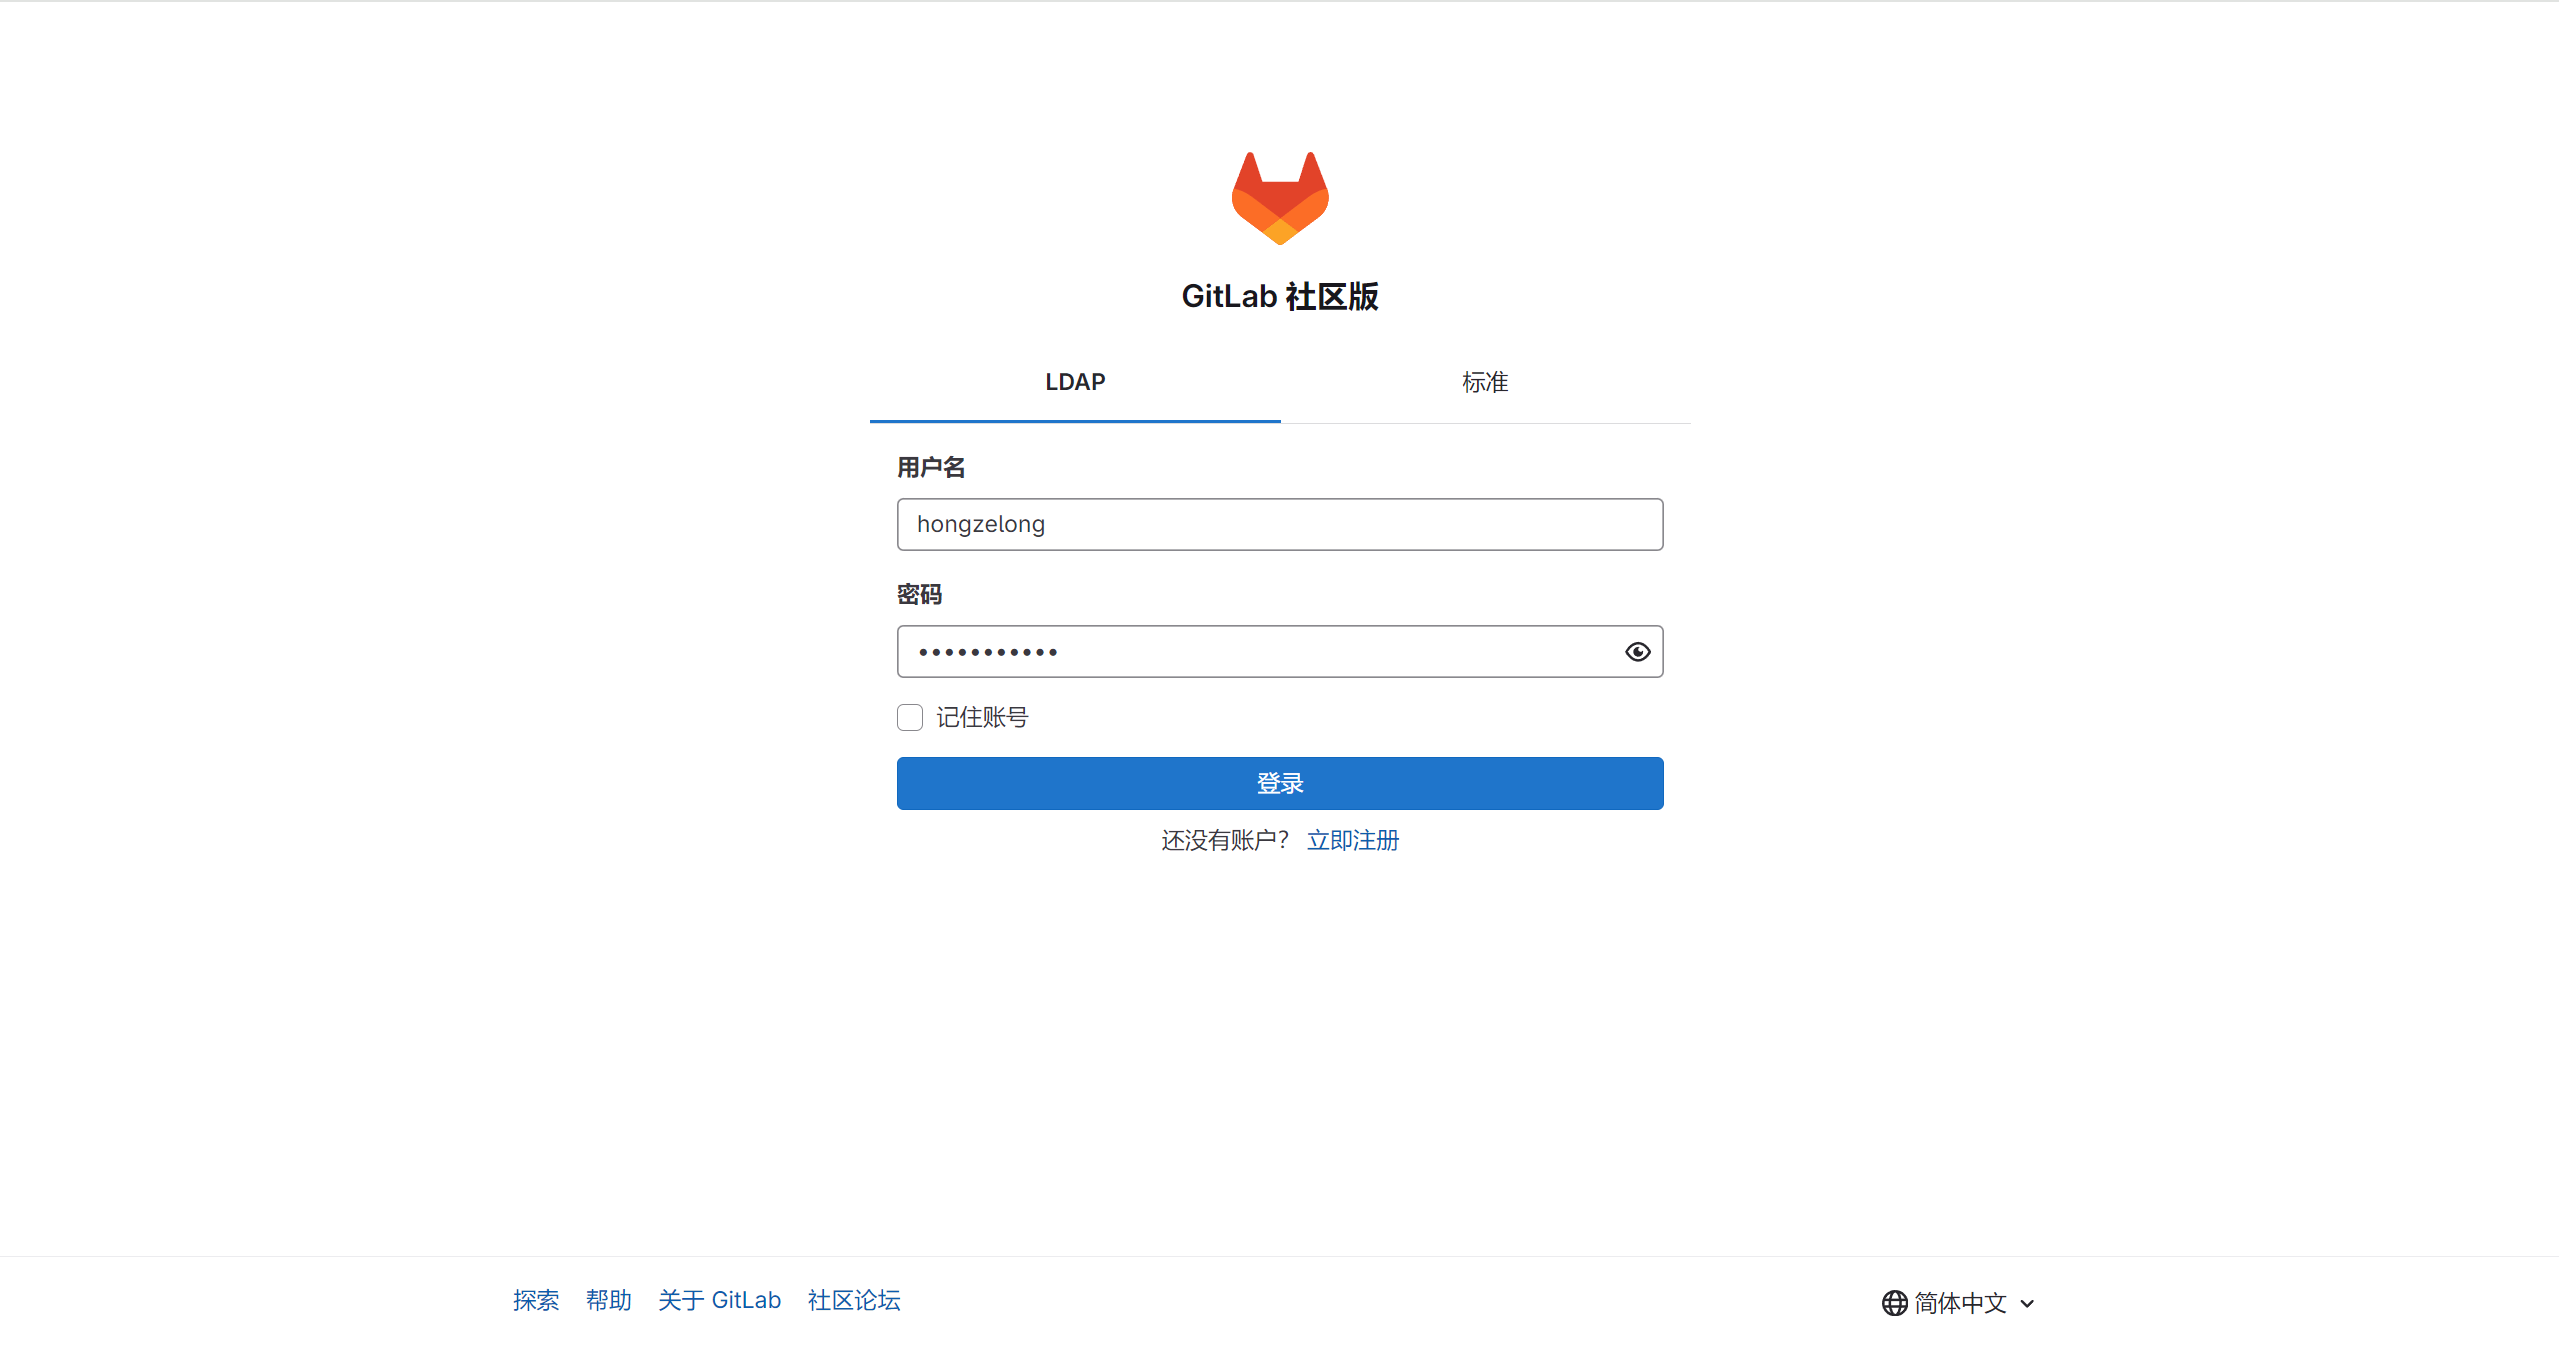 GitLab 社区版
LDAP 标准
用户名
hongzelong
密码
•••••••••••
记住账号
登录
还没有账户？ 立即注册
探索 帮助 关于 GitLab 社区论坛 简体中文